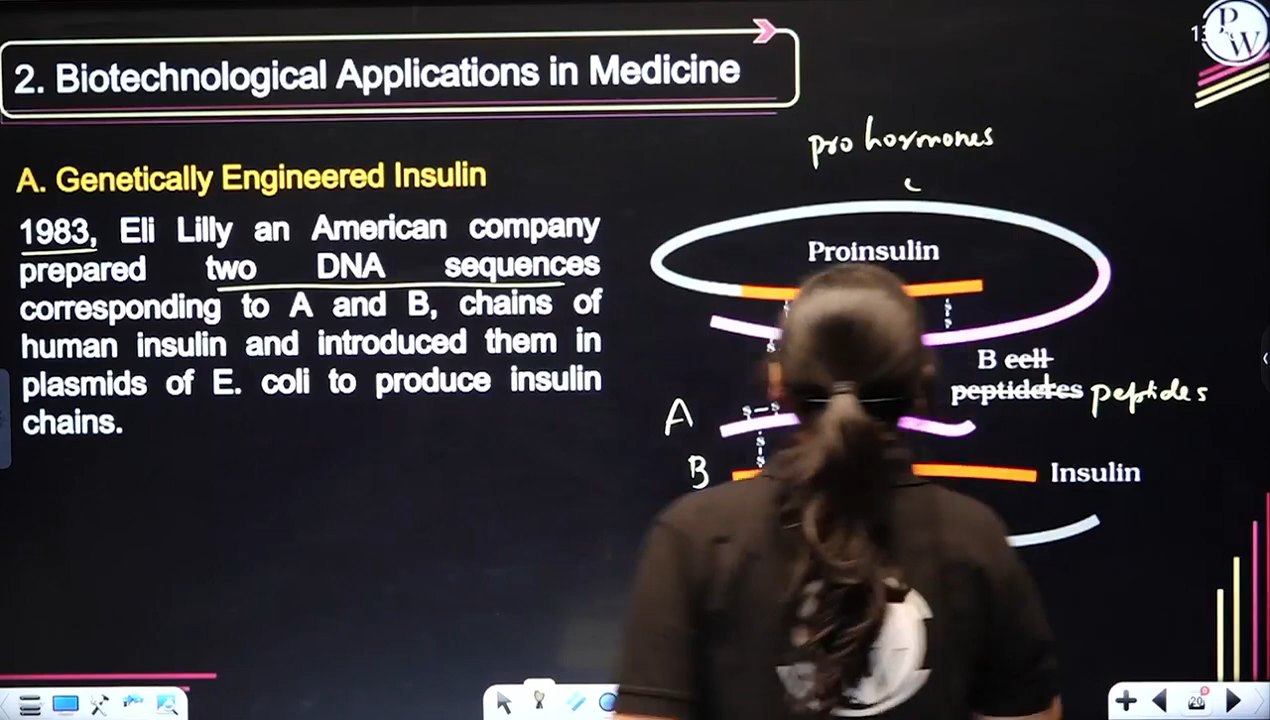 P
W
2. Biotechnological Applications in Medicine
pro hormones
A. Genetically Engineered Insulin
c
1983, Eli Lilly an American company
prepared two DNA sequences
corresponding to A and B, chains of
human insulin and introduced them in
plasmids of E. coli to produce insulin
chains.
Proinsulin
B cell
peptides
A
s–s
B
Insulin
20